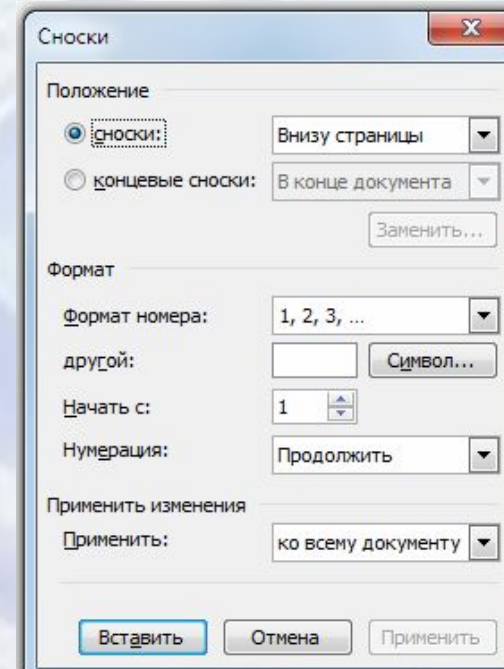 Сноски
Положение
сноски: Внизу страницы
концевые сноски: В конце документа
Заменить...
Формат
Формат номера: 1, 2, 3, ...
другой: Символ...
Начать с: 1
Нумерация: Продолжить
Применить изменения
Применить: ко всему документу
Вставить Отмена Применить